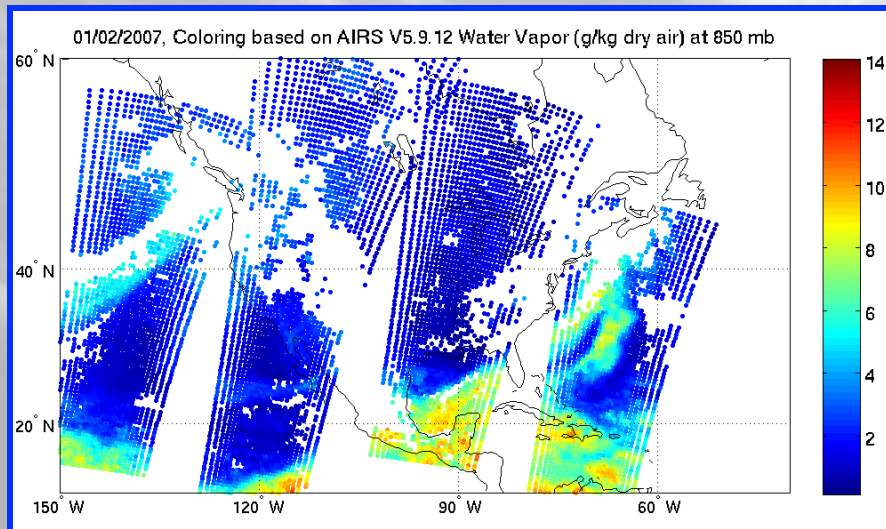 01/02/2007, Coloring based on AIRS V5.9.12 Water Vapor (g/kg dry air) at 850 mb
60° N
40° N
20° N
150° W
120° W
90° W
60° W
14
12
10
8
6
4
2